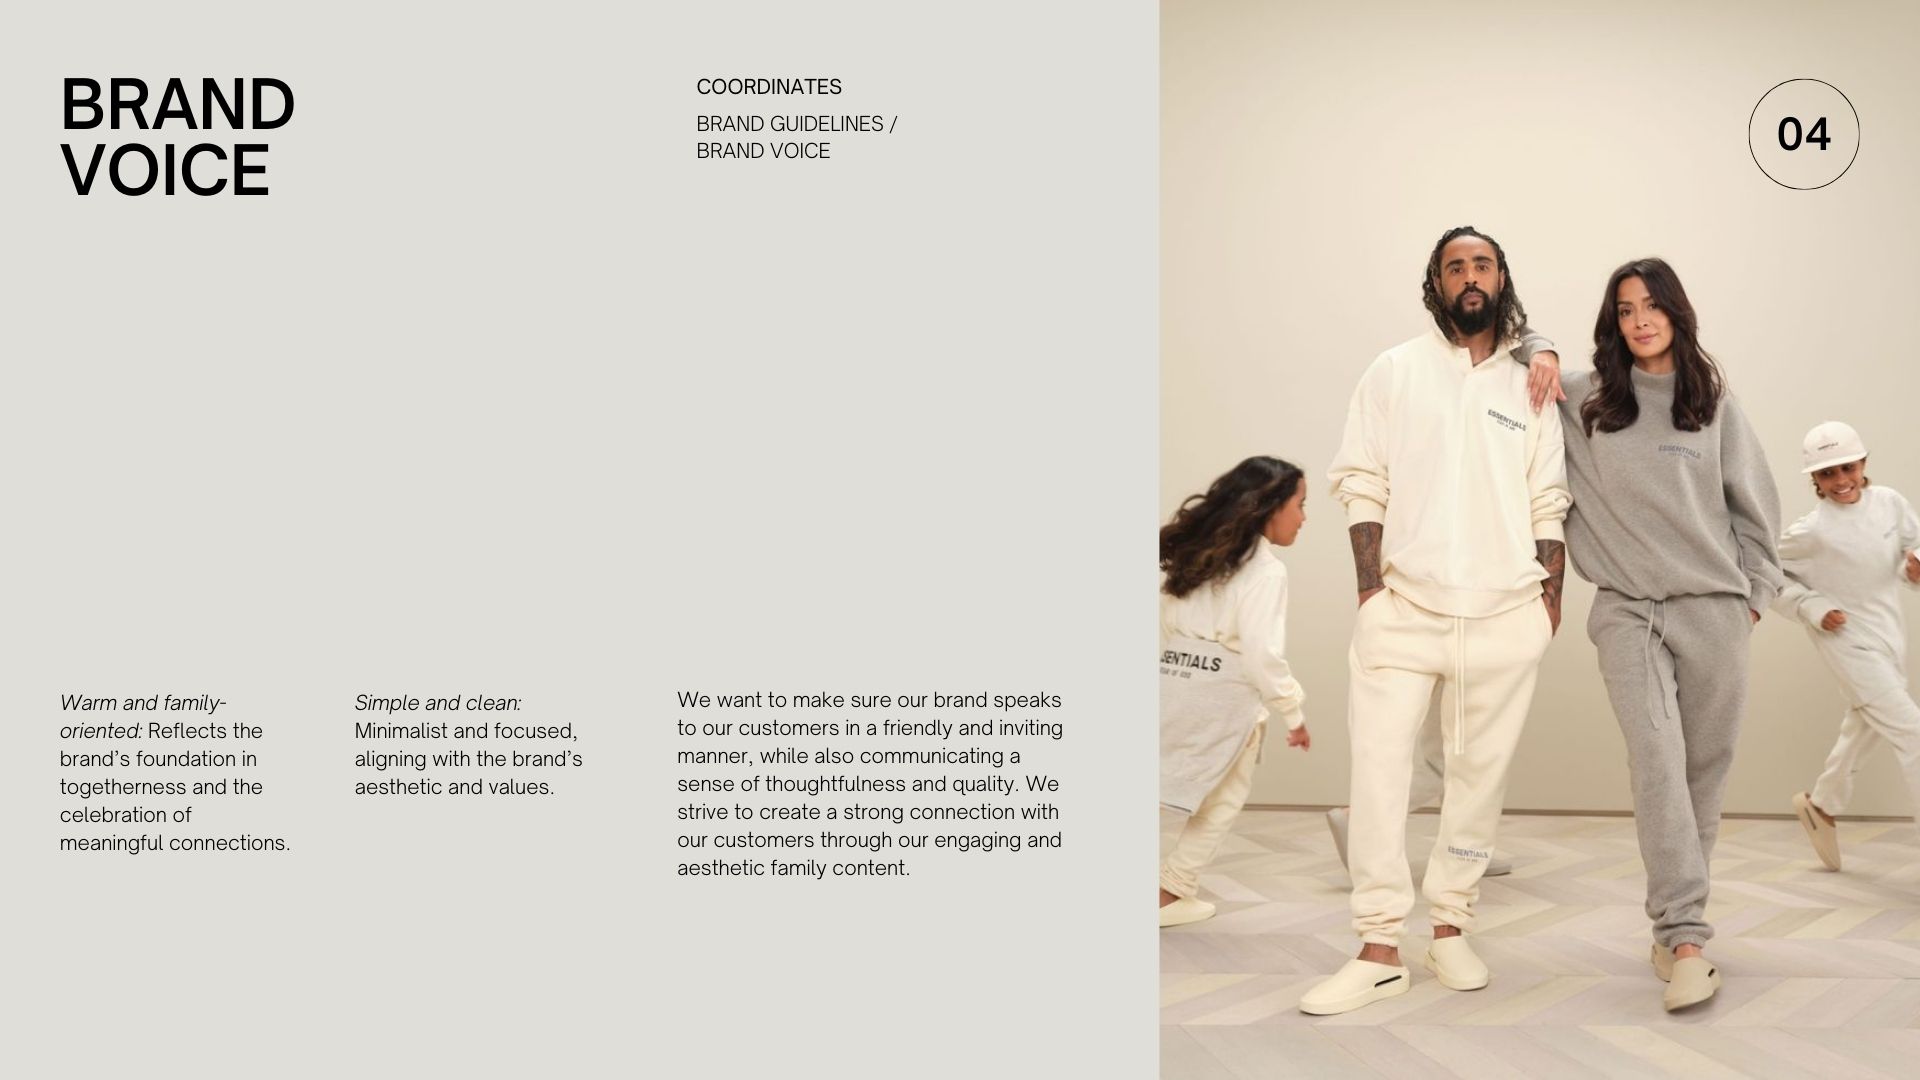 BRAND
VOICE
COORDINATES
BRAND GUIDELINES /
BRAND VOICE
04
Warm and family-
oriented: Reflects the
brand’s foundation in
togetherness and the
celebration of
meaningful connections.
Simple and clean:
Minimalist and focused,
aligning with the brand’s
aesthetic and values.
We want to make sure our brand speaks
to our customers in a friendly and inviting
manner, while also communicating a
sense of thoughtfulness and quality. We
strive to create a strong connection with
our customers through our engaging and
aesthetic family content.
ESSENTIALS
ESSENTIALS
SENTIALS
ESSENTIALS